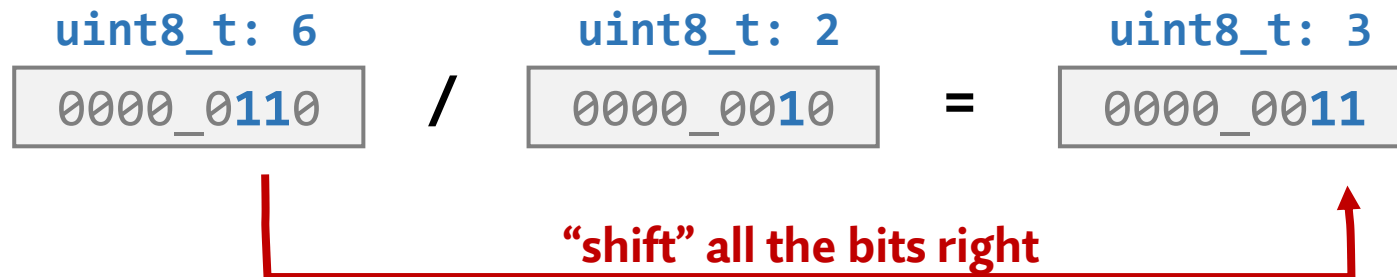 uint8_t: 6 uint8_t: 2 uint8_t: 3
0000_0110 / 0000_0010 = 0000_0011
“shift” all the bits right